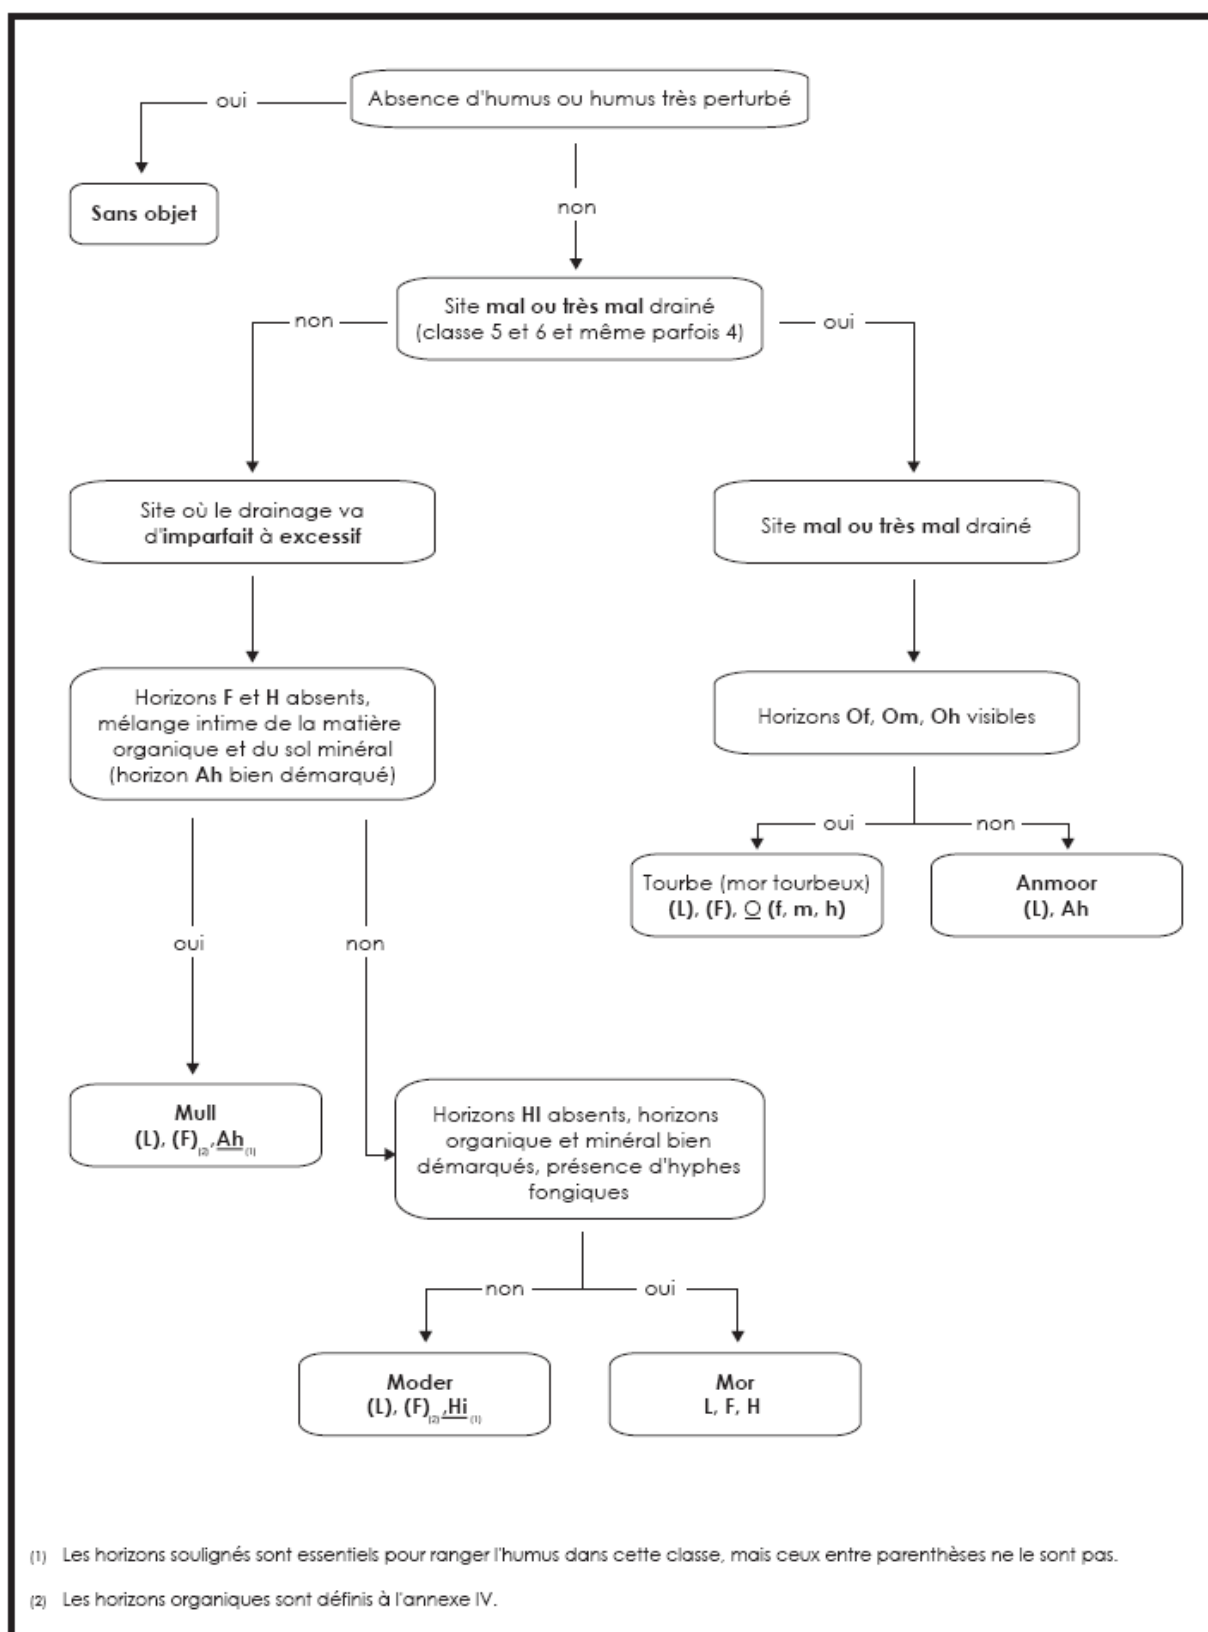 Absence d'humus ou humus très perturbé
oui
non
Sans objet
Site mal ou très mal drainé
(classe 5 et 6 et même parfois 4)
non
oui
Site où le drainage va
d'imparfait à excessif
Site mal ou très mal drainé
Horizons F et H absents,
mélange intime de la matière
organique et du sol minéral
(horizon Ah bien démarqué)
Horizons Of, Om, Oh visibles
oui
non
Tourbe (mor tourbeux)
(L), (F), O (f, m, h)
Anmoor
(L), Ah
oui
non
Mull
(L), (F)(2),Ah(1)
Horizons HI absents, horizons
organique et minéral bien
démarqués, présence d'hyphes
fongiques
non
oui
Moder
(L), (F)(2),Hi(1)
Mor
L, F, H
(1) Les horizons soulignés sont essentiels pour ranger l'humus dans cette classe, mais ceux entre parenthèses ne le sont pas.
(2) Les horizons organiques sont définis à l'annexe IV.